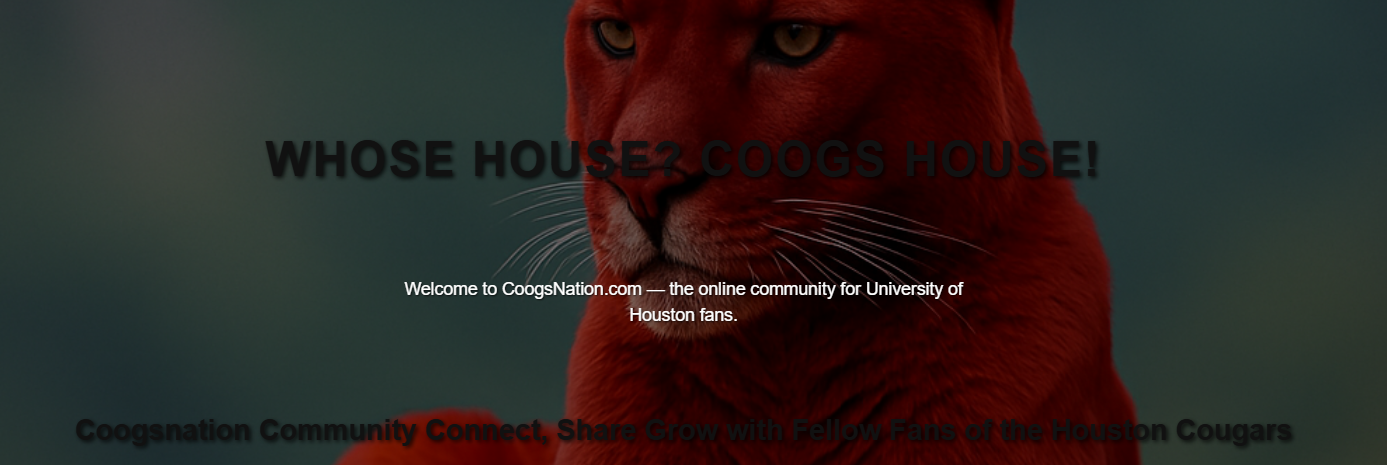 WHOSE HOUSE? COOGS HOUSE!
Welcome to CoogsNation.com — the online community for University of
Houston fans.
Coogsnation Community Connect, Share Grow with Fellow Fans of the Houston Cougars